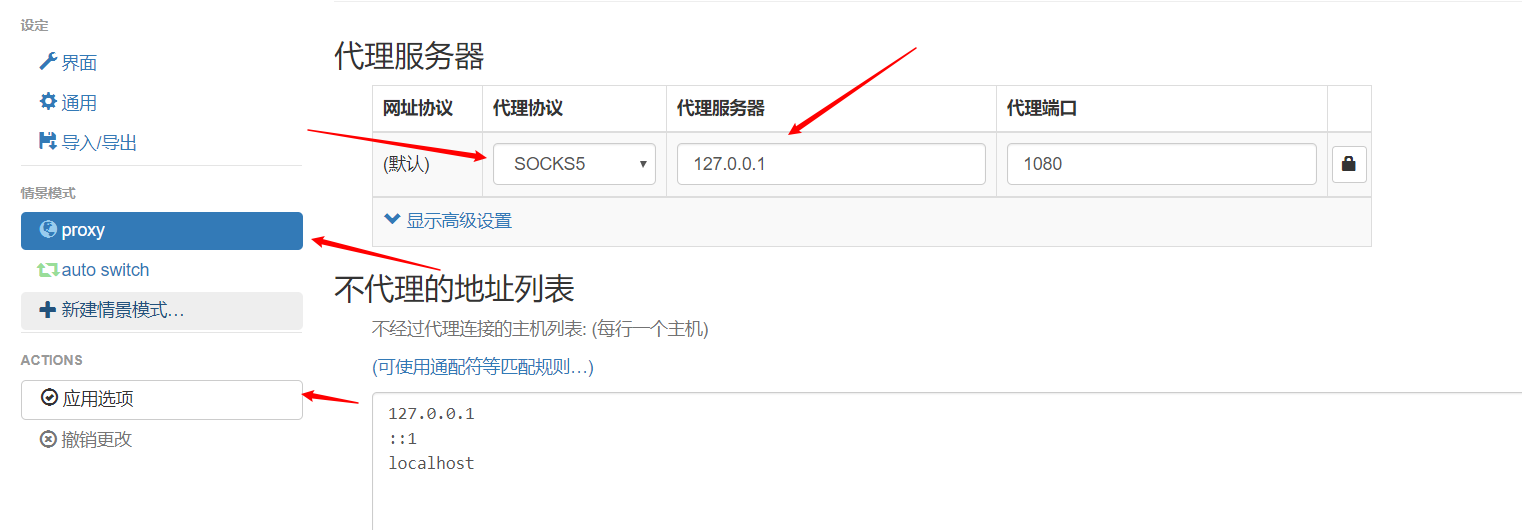 设定
界面
通用
导入/导出
情景模式
proxy
auto switch
新建情景模式…
ACTIONS
应用选项
撤销更改
代理服务器
网址协议 代理协议 代理服务器 代理端口
(默认) SOCKS5 127.0.0.1 1080
显示高级设置
不代理的地址列表
不经过代理连接的主机列表: (每行一个主机)
(可使用通配符等匹配规则…)
127.0.0.1
::1
localhost